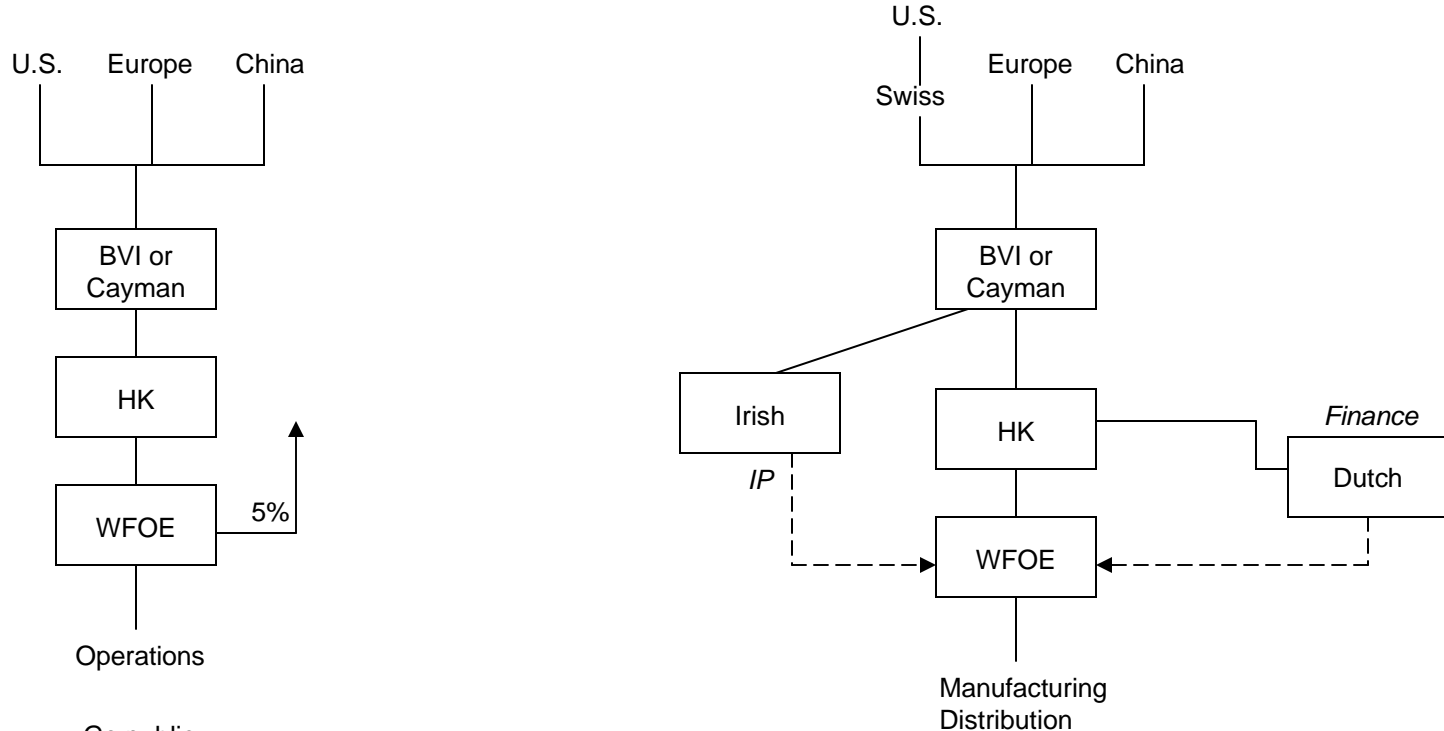 U.S. Europe China
BVI or
Cayman
HK
WFOE
5%
Operations
U.S.
Swiss
Europe China
BVI or
Cayman
Irish
IP
HK
Finance
Dutch
WFOE
Manufacturing
Distribution